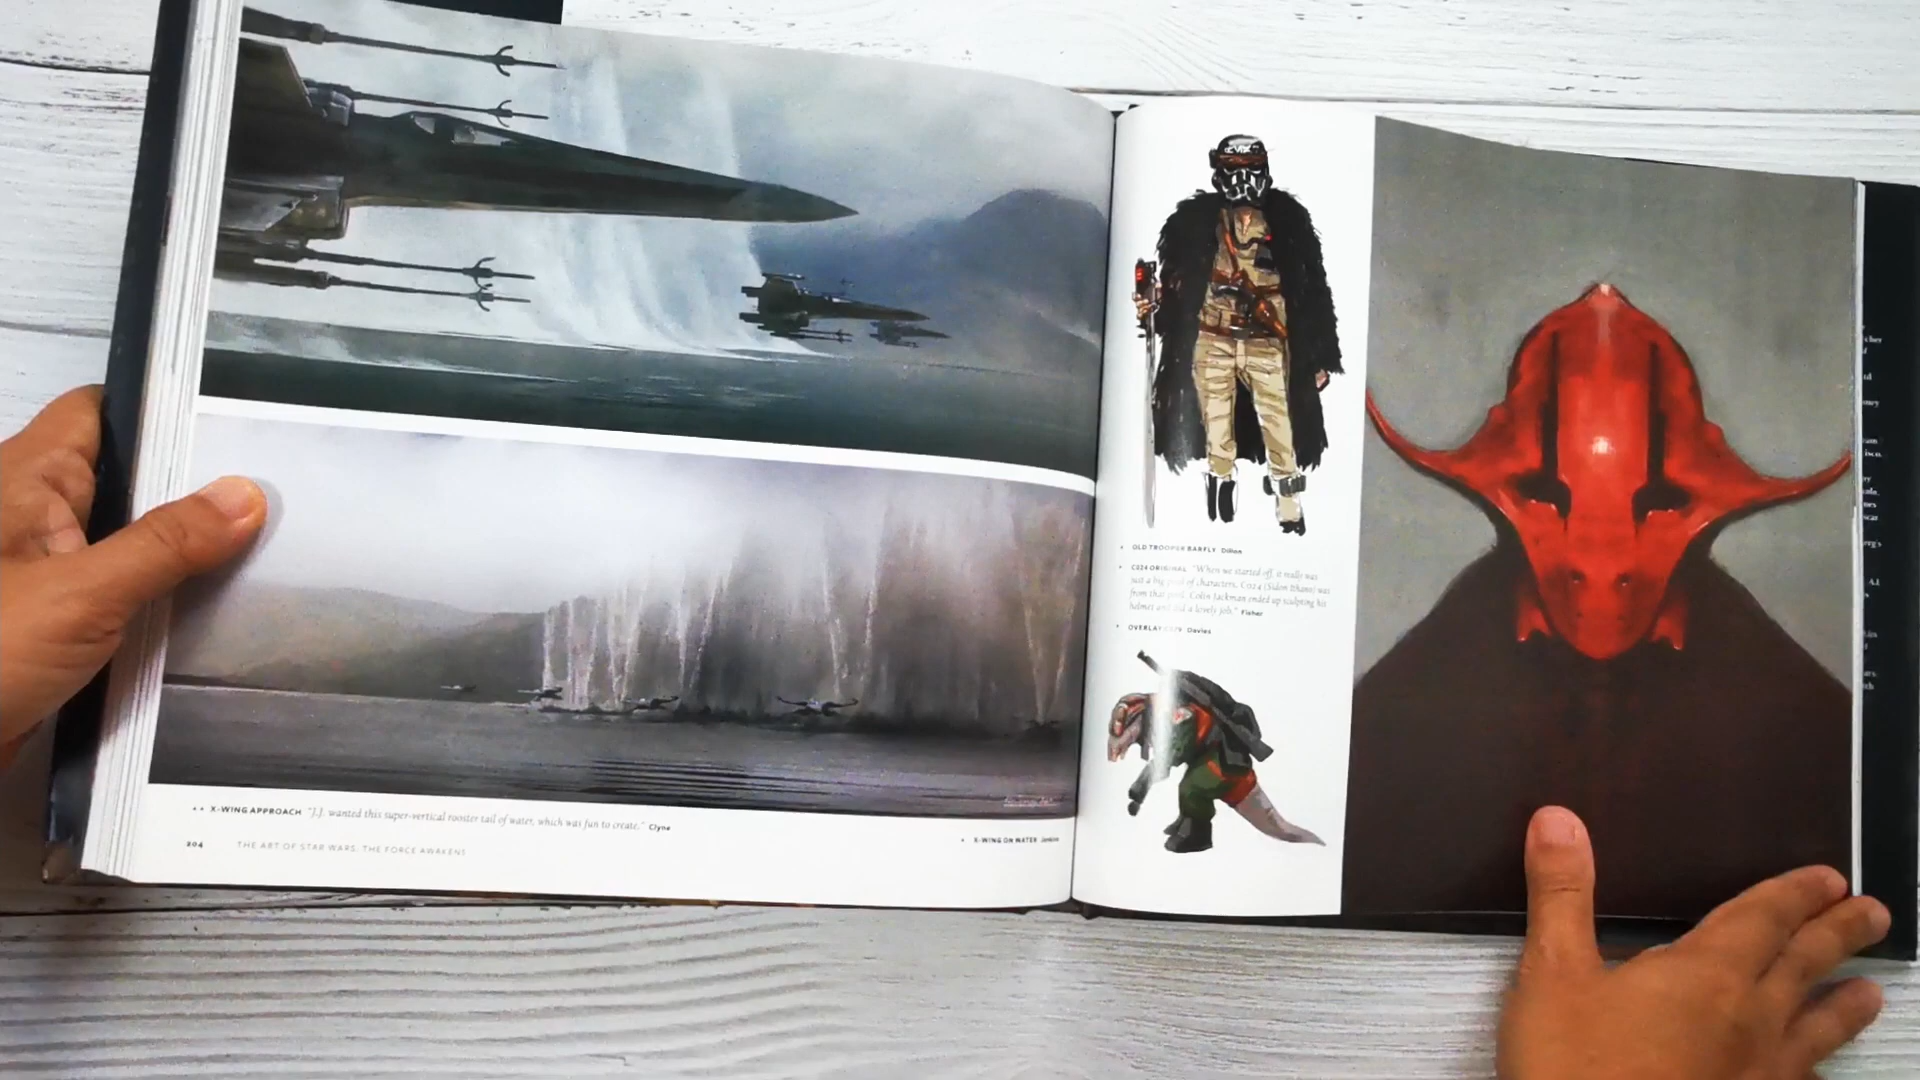 X-WING APPROACH "J.J. wanted this super-vertical rooster tail of water, which was fun to create." Clyne
X-WING ON WATER Jenkins
204 THE ART OF STAR WARS: THE FORCE AWAKENS
OLD TROOPER BARFLY Dillon
C024 ORIGINAL "When we started off, it really was
just a big pool of characters. C024 (Sidon Ithano) was
from that pool. Colin Jackman ended up sculpting his
helmet and did a lovely job." Fisher
OVERLAY C079 Davies